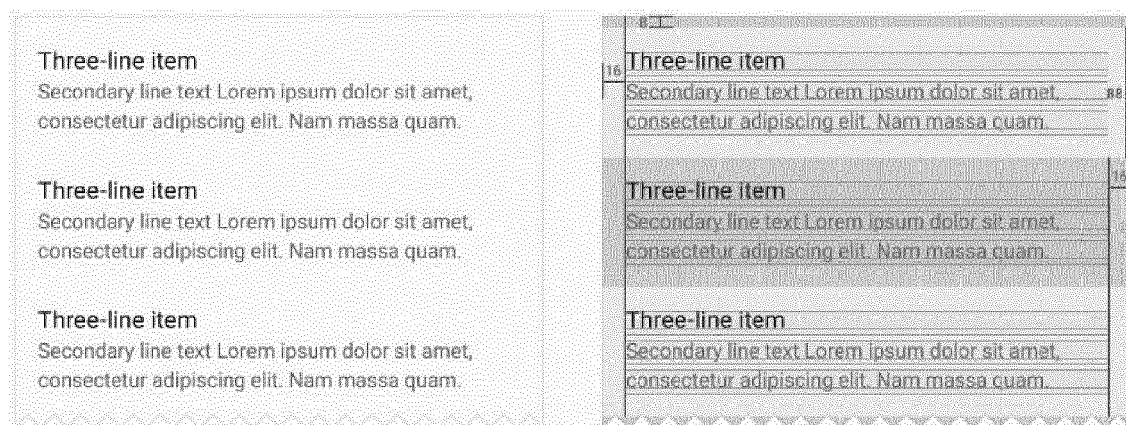 Three-line item
Secondary line text Lorem ipsum dolor sit amet,
consectetur adipiscing elit. Nam massa quam.
Three-line item
Secondary line text Lorem ipsum dolor sit amet,
consectetur adipiscing elit. Nam massa quam.
Three-line item
Secondary line text Lorem ipsum dolor sit amet,
consectetur adipiscing elit. Nam massa quam.
8
Three-line item
16
Secondary line text Lorem ipsum dolor sit amet,
88
consectetur adipiscing elit. Nam massa quam.
16
Three-line item
Secondary line text Lorem ipsum dolor sit amet,
consectetur adipiscing elit. Nam massa quam.
Three-line item
Secondary line text Lorem ipsum dolor sit amet,
consectetur adipiscing elit. Nam massa quam.